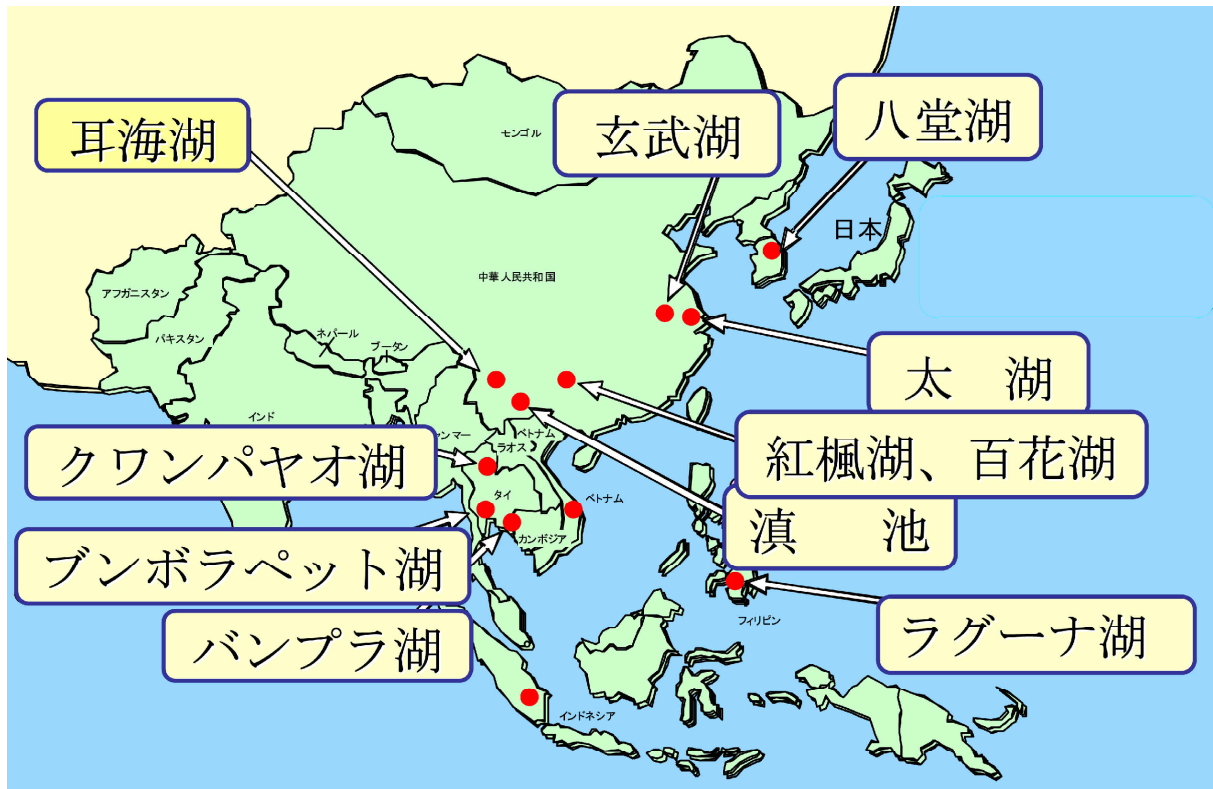 モンゴル
玄武湖
八堂湖
耳海湖
日本
中華人民共和国
アフガニスタン
パキスタン
ネパール
ブータン
インド
太　湖
ベトナム
ラオス
クワンパヤオ湖
紅楓湖、百花湖
タイ
ベトナム
滇　池
カンボジア
ブンボラペット湖
バンプラ湖
フィリピン
ラグーナ湖
インドネシア